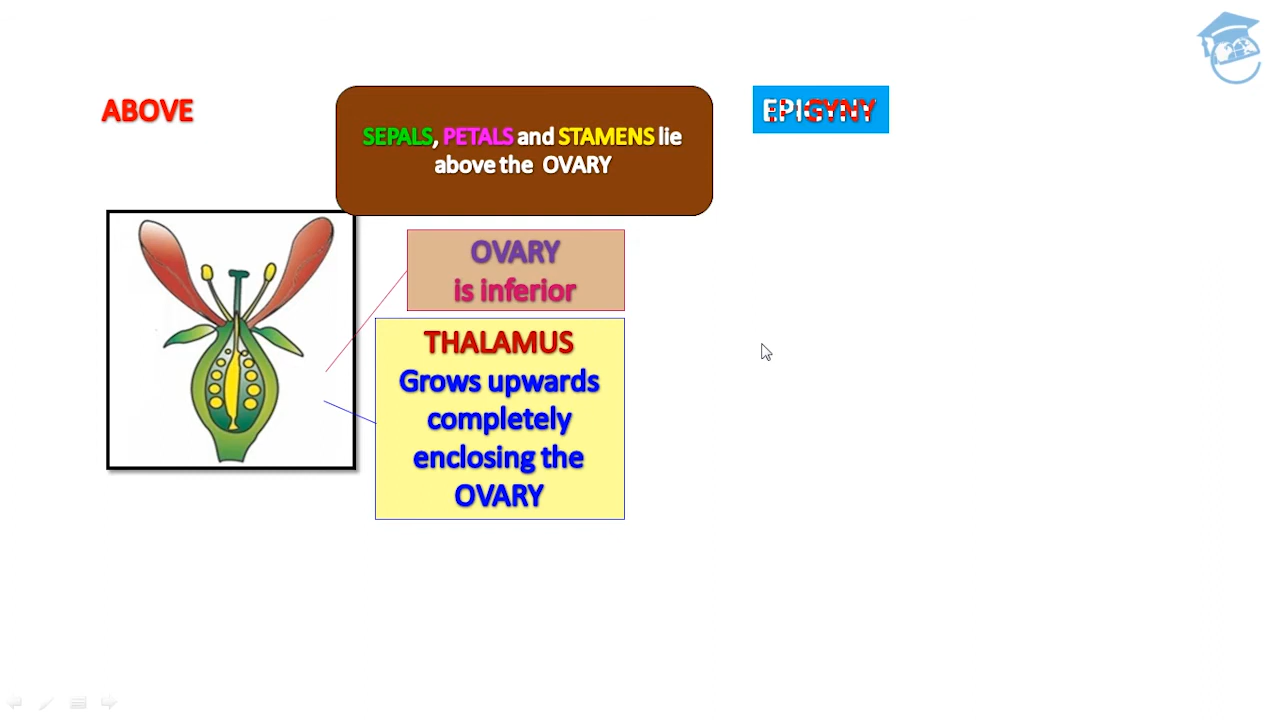 ABOVE
SEPALS, PETALS and STAMENS lie
above the OVARY
EPIGYNY
OVARY
is inferior
THALAMUS
Grows upwards
completely
enclosing the
OVARY